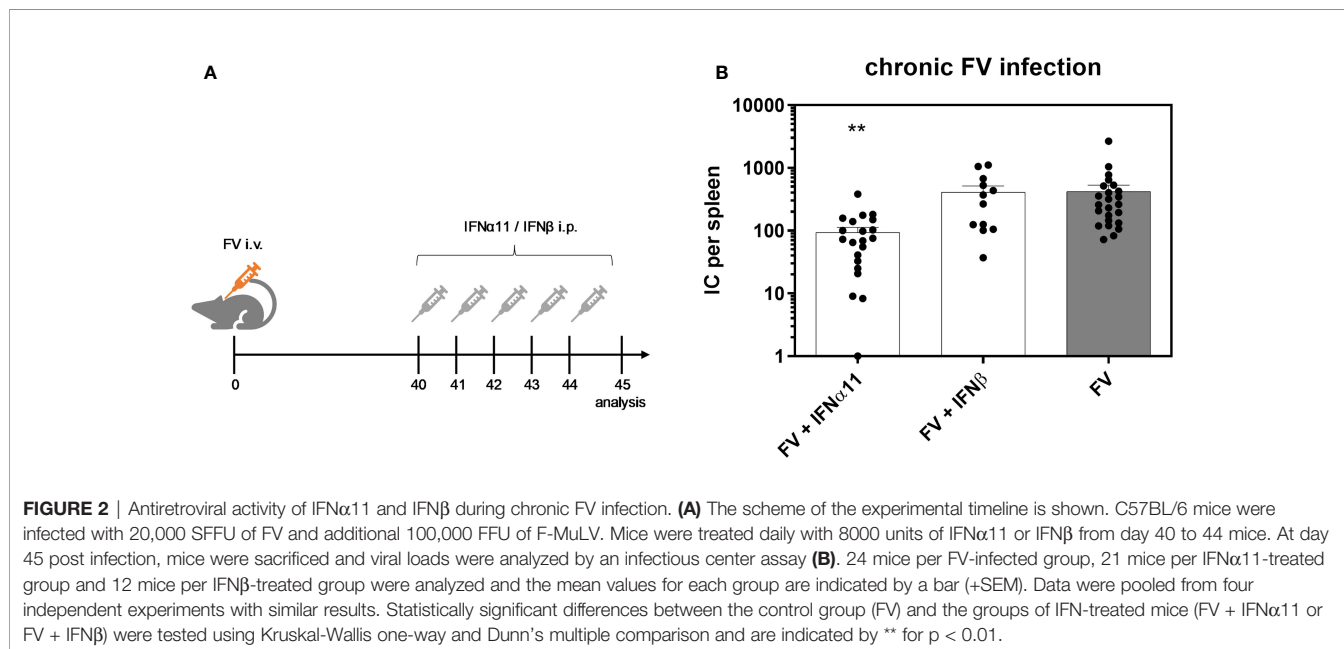 A
FV i.v.
IFNα11 / IFNβ i.p.
0
40
41
42
43
44
45
analysis
B
chronic FV infection
IC per spleen
10000
1000
100
10
1
**
FV + IFNα11
FV + IFNβ
FV
FIGURE 2 | Antiretroviral activity of IFNα11 and IFNβ during chronic FV infection. (A) The scheme of the experimental timeline is shown. C57BL/6 mice were
infected with 20,000 SFFU of FV and additional 100,000 FFU of F-MuLV. Mice were treated daily with 8000 units of IFNα11 or IFNβ from day 40 to 44 mice. At day
45 post infection, mice were sacrificed and viral loads were analyzed by an infectious center assay (B). 24 mice per FV-infected group, 21 mice per IFNα11-treated
group and 12 mice per IFNβ-treated group were analyzed and the mean values for each group are indicated by a bar (+SEM). Data were pooled from four
independent experiments with similar results. Statistically significant differences between the control group (FV) and the groups of IFN-treated mice (FV + IFNα11 or
FV + IFNβ) were tested using Kruskal-Wallis one-way and Dunn’s multiple comparison and are indicated by ** for p < 0.01.